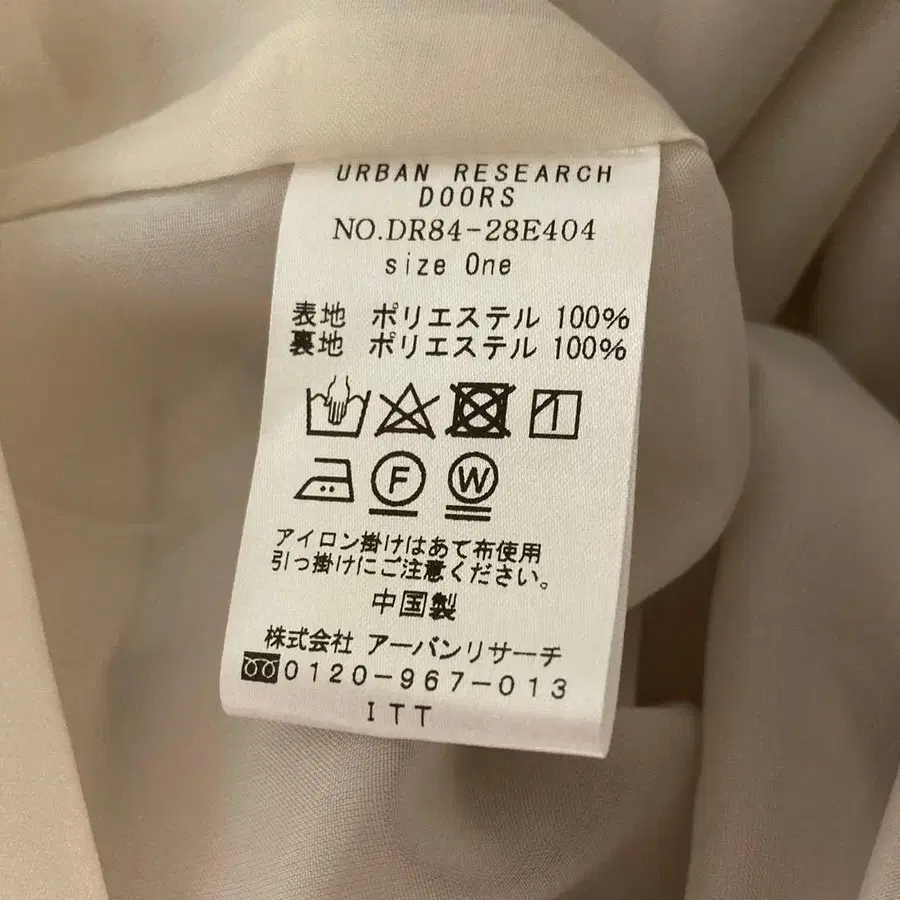 URBAN RESEARCH
DOORS
NO.DR84-28E404
size One
表地 ポリエステル 100%
裏地 ポリエステル 100%
F W
アイロン掛けはあて布使用
引っ掛けにご注意ください。
中国製
株式会社 アーバンリサーチ
0120-967-013
ITT